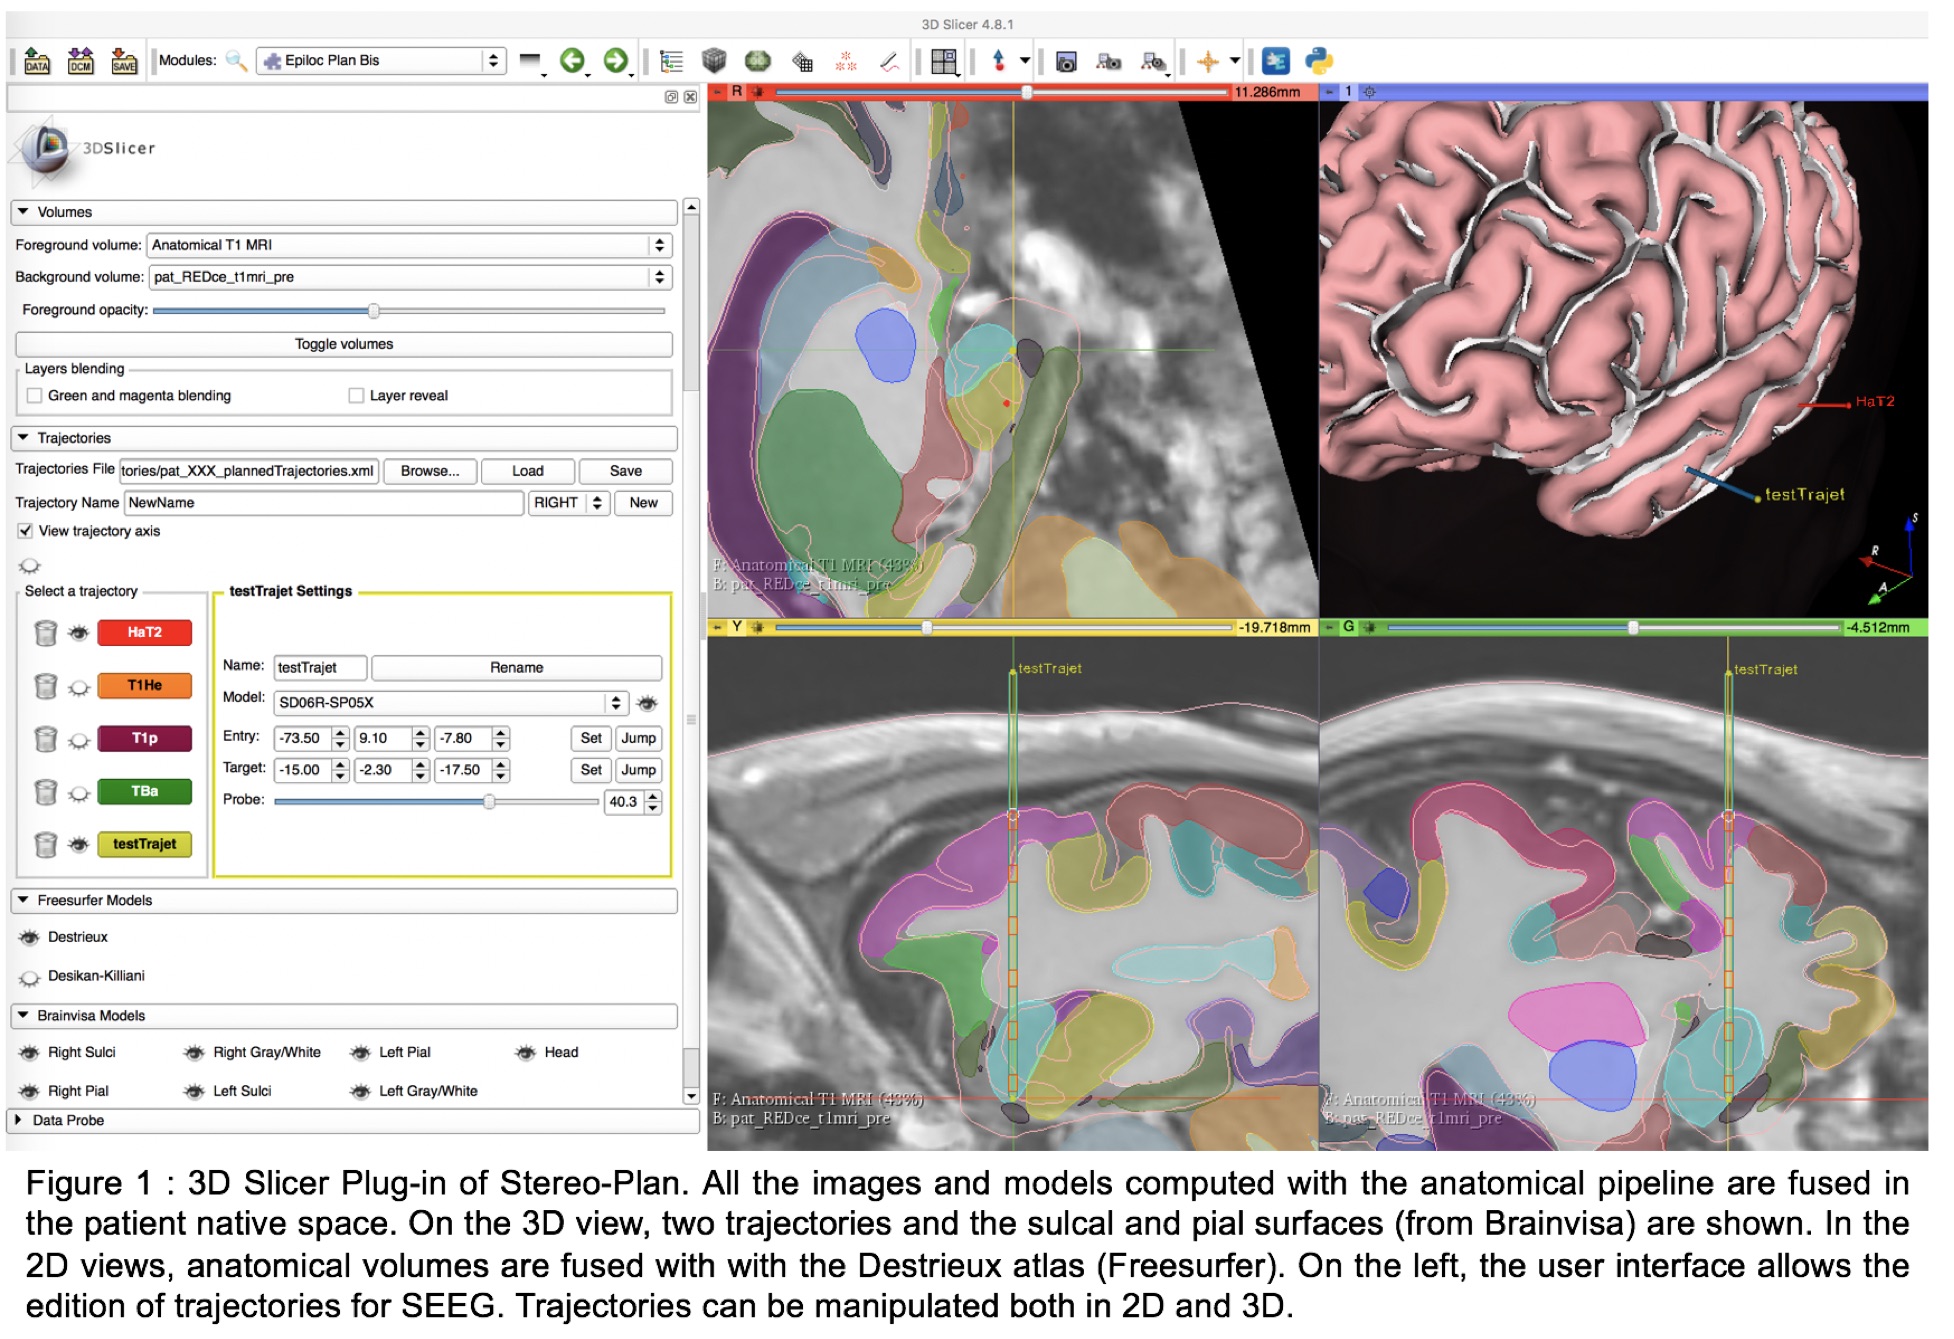 3D Slicer 4.8.1
DATA DCM SAVE Modules: Epiloc Plan Bis
3DSlicer
Volumes
Foreground volume: Anatomical T1 MRI
Background volume: pat_REDce_t1mri_pre
Foreground opacity:
Toggle volumes
Layers blending
Green and magenta blending Layer reveal
Trajectories
Trajectories File tories/pat_XXX_plannedTrajectories.xml Browse... Load Save
Trajectory Name NewName RIGHT New
View trajectory axis
Select a trajectory
HaT2
T1He
T1p
TBa
testTrajet
testTrajet Settings
Name: testTrajet Rename
Model: SD06R-SP05X
Entry: -73.50 9.10 -7.80 Set Jump
Target: -15.00 -2.30 -17.50 Set Jump
Probe: 40.3
Freesurfer Models
Destrieux
Desikan-Killiani
Brainvisa Models
Right Sulci Right Gray/White Left Pial Head
Right Pial Left Sulci Left Gray/White
Data Probe
R 11.286mm
F: Anatomical T1 MRI (43%)
B: pat_REDce_t1mri_pre
1
HaT2
testTrajet
S
R
A
Y -19.718mm
testTrajet
F: Anatomical T1 MRI (43%)
B: pat_REDce_t1mri_pre
G -4.512mm
testTrajet
F: Anatomical T1 MRI (43%)
B: pat_REDce_t1mri_pre
Figure 1 : 3D Slicer Plug-in of Stereo-Plan. All the images and models computed with the anatomical pipeline are fused in
the patient native space. On the 3D view, two trajectories and the sulcal and pial surfaces (from Brainvisa) are shown. In the
2D views, anatomical volumes are fused with with the Destrieux atlas (Freesurfer). On the left, the user interface allows the
edition of trajectories for SEEG. Trajectories can be manipulated both in 2D and 3D.